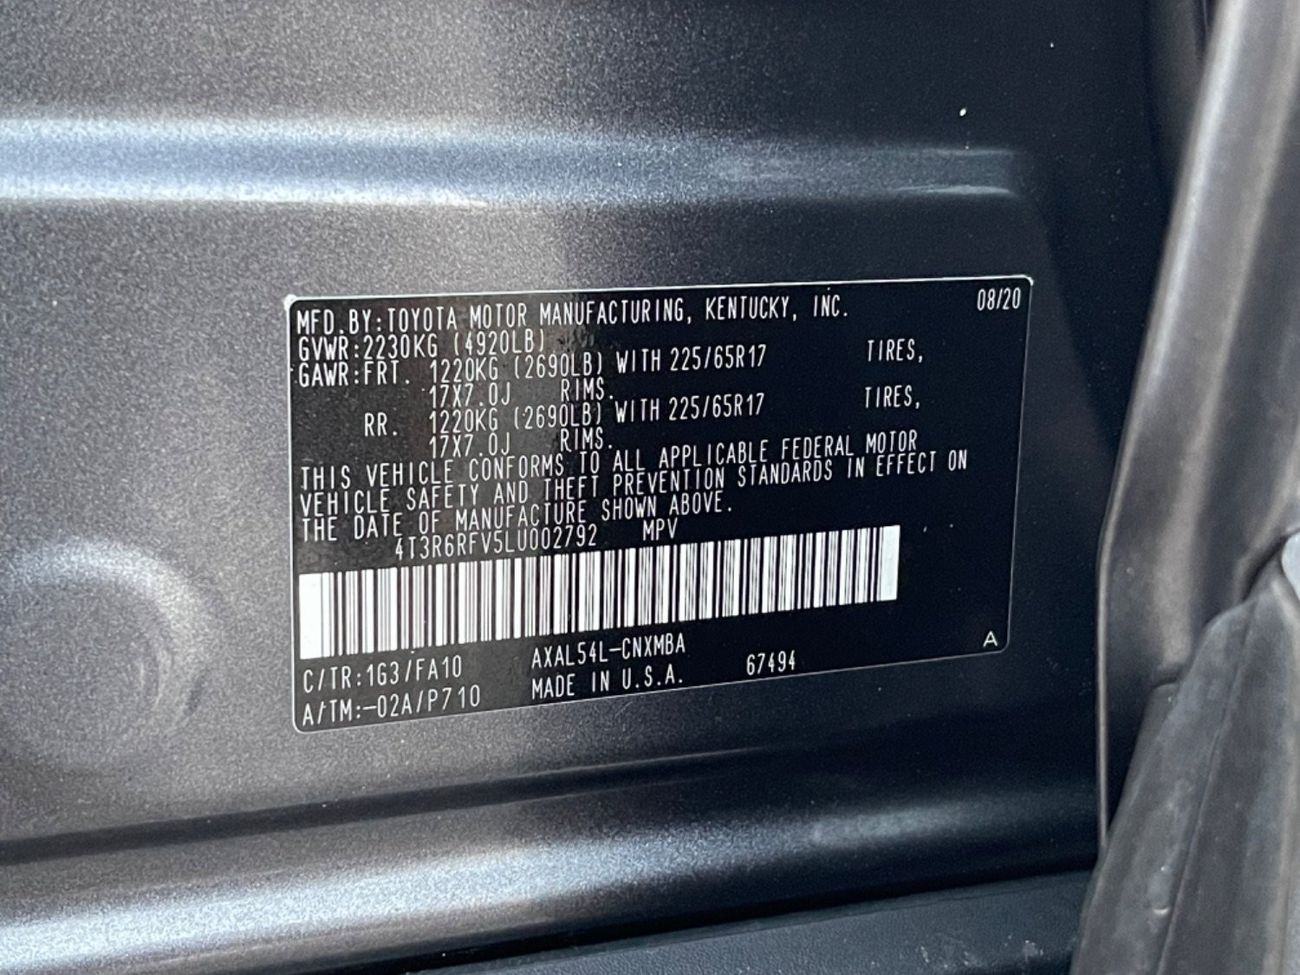 MFD.BY:TOYOTA MOTOR MANUFACTURING, KENTUCKY, INC. 08/20
GVWR:2230KG (4920LB)
GAWR:FRT. 1220KG (2690LB) WITH 225/65R17 TIRES,
17X7.0J RIMS.
RR. 1220KG (2690LB) WITH 225/65R17 TIRES,
17X7.0J RIMS.
THIS VEHICLE CONFORMS TO ALL APPLICABLE FEDERAL MOTOR
VEHICLE SAFETY AND THEFT PREVENTION STANDARDS IN EFFECT ON
THE DATE OF MANUFACTURE SHOWN ABOVE.
4T3R6RFV5LU002792 MPV
C/TR:1G3/FA10 AXAL54L-CNXMBA
A/TM:-02A/P710 MADE IN U.S.A. 67494 A